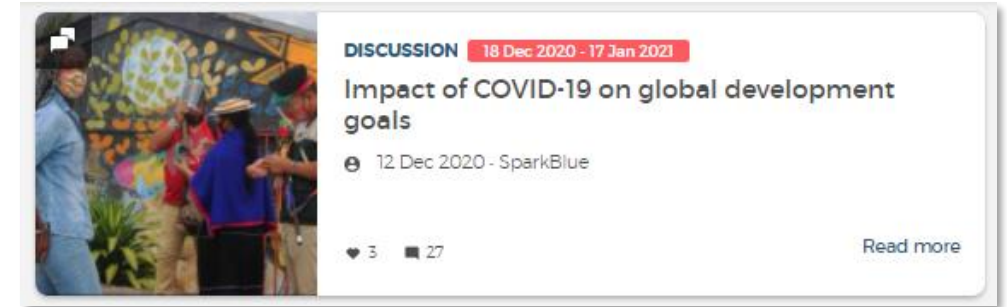 DISCUSSION 18 Dec 2020 - 17 Jan 2021
Impact of COVID-19 on global development
goals
12 Dec 2020 - SparkBlue
3 27
Read more